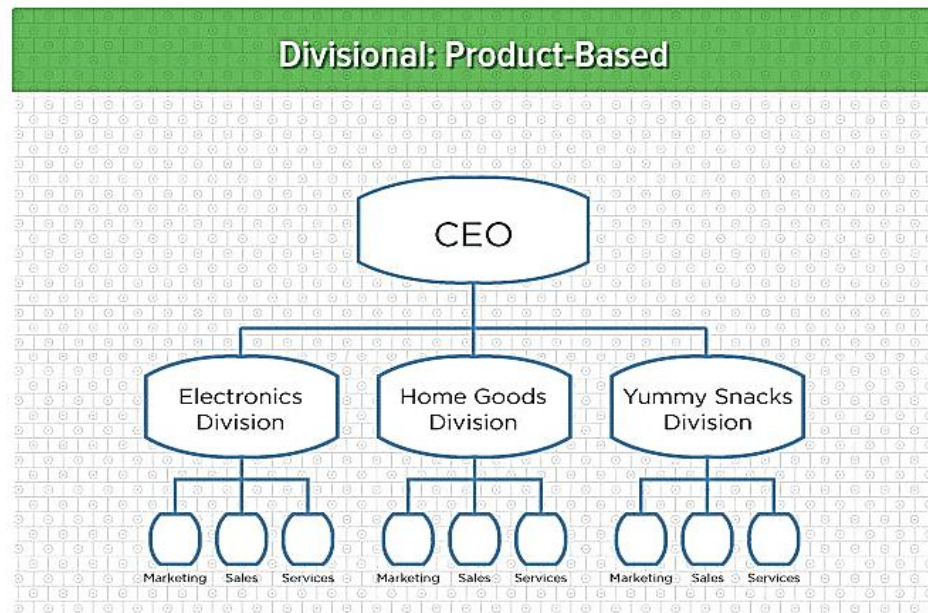 Divisional: Product-Based
CEO
Electronics
Division
Home Goods
Division
Yummy Snacks
Division
Marketing Sales Services
Marketing Sales Services
Marketing Sales Services